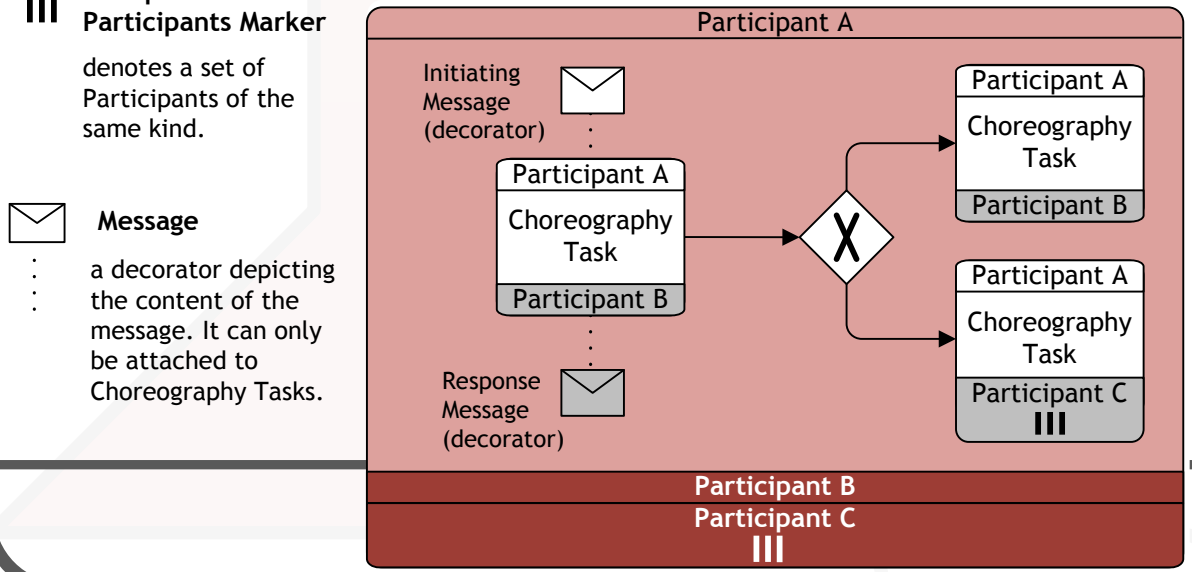 Participants Marker
denotes a set of
Participants of the
same kind.
Message
a decorator depicting
the content of the
message. It can only
be attached to
Choreography Tasks.
Participant A
Initiating
Message
(decorator)
Participant A
Choreography
Task
Participant B
Response
Message
(decorator)
X
Participant A
Choreography
Task
Participant B
Participant A
Choreography
Task
Participant C
Participant B
Participant C